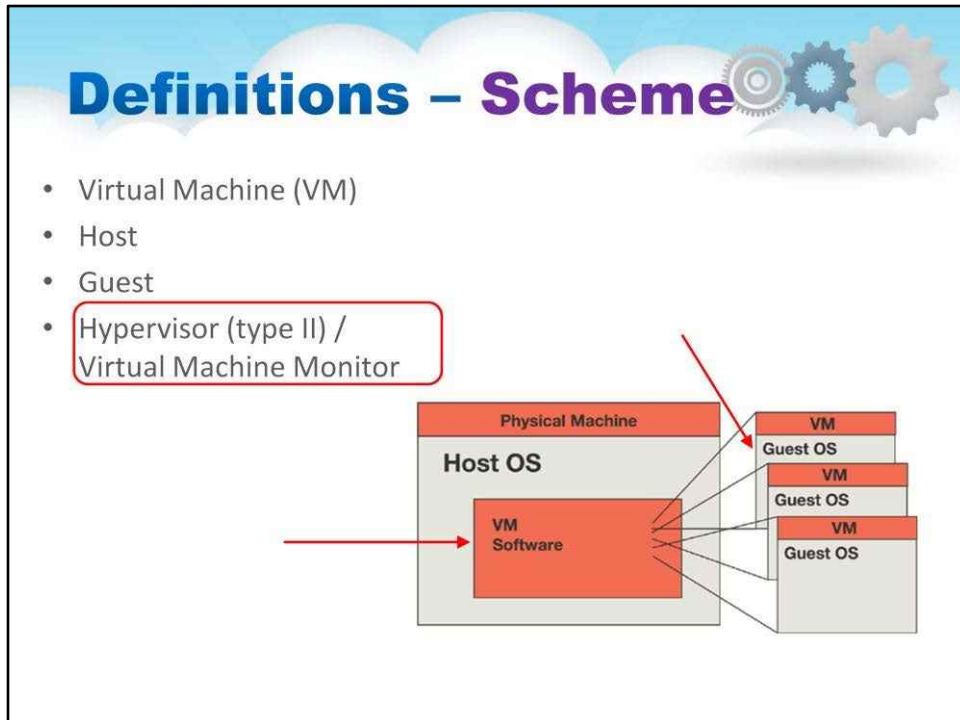 Definitions – Scheme
• Virtual Machine (VM)
• Host
• Guest
• Hypervisor (type II) /
Virtual Machine Monitor
Physical Machine
Host OS
VM
Software
VM
Guest OS
VM
Guest OS
VM
Guest OS